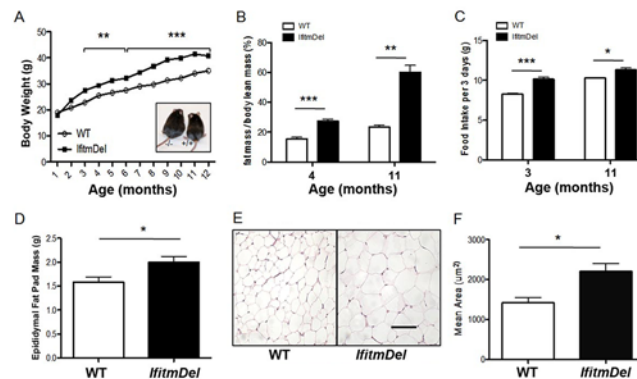 A
**
***
Body Weight (g)
50
40
30
20
10
0
WT
IfitmDel
-/-
+/+
1
2
3
4
5
6
7
8
9
10
11
12
Age (months)
B
WT
IfitmDel
fat mass / body lean mass (%)
80
60
40
20
0
***
**
4
11
Age (months)
C
WT
IfitmDel
Food Intake per 3 days (g)
15
10
5
0
***
*
3
11
Age (months)
D
Epididymal Fat Pad Mass (g)
2.5
2.0
1.5
1.0
0.5
0.0
*
WT
IfitmDel
E
WT
IfitmDel
F
Mean Area (um²)
3000
2000
1000
0
*
WT
IfitmDel